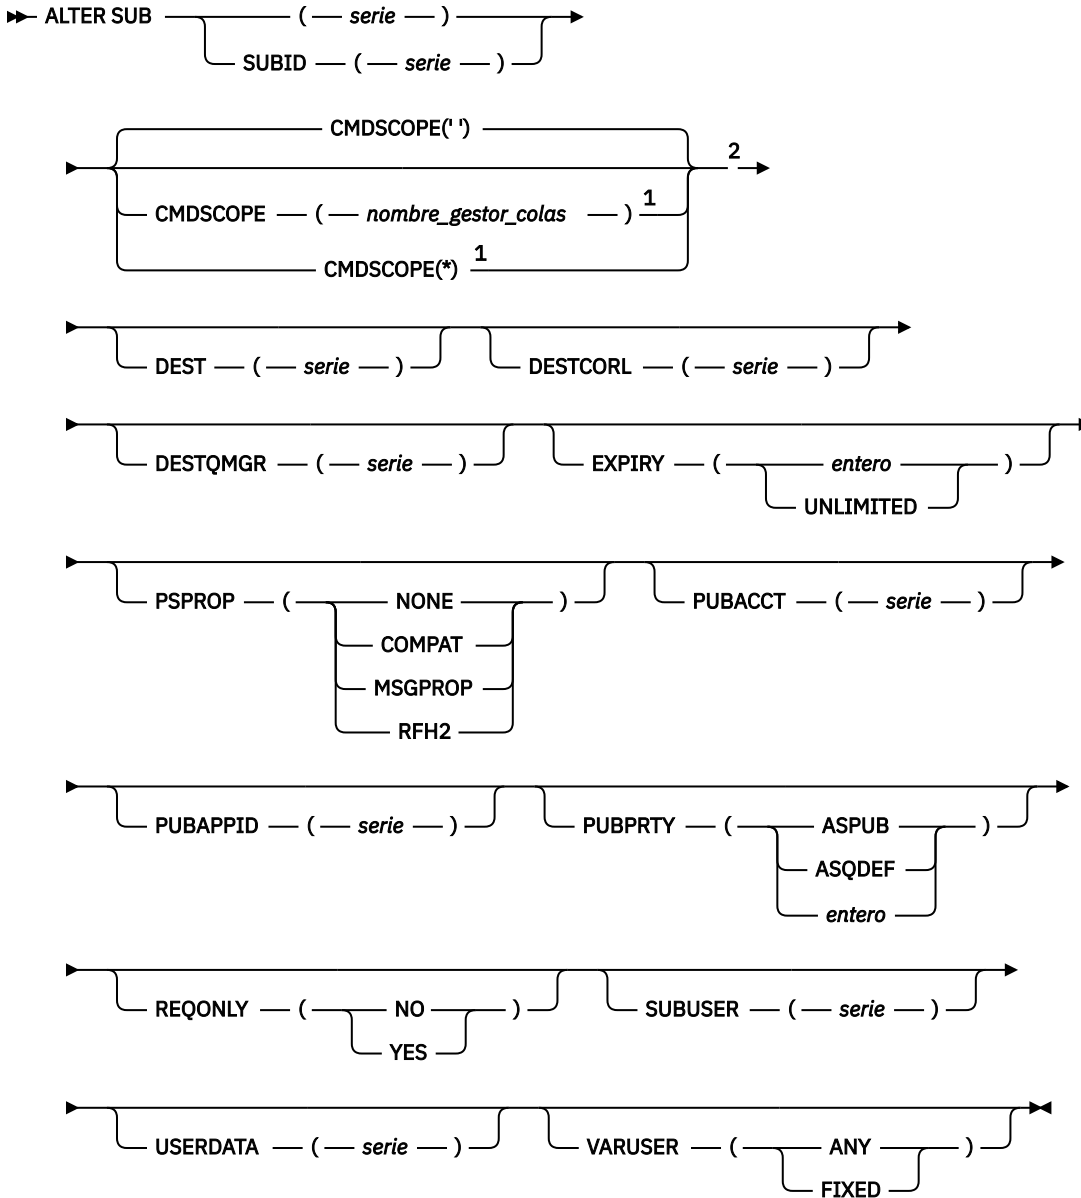 ALTER SUB ( serie )
SUBID ( serie )
CMDSCOPE(' ')
2
CMDSCOPE ( nombre_gestor_colas ) 1
CMDSCOPE(*) 1
DEST ( serie ) DESTCORL ( serie )
DESTQMGR ( serie ) EXPIRY ( entero )
UNLIMITED
PSPROP ( NONE ) PUBACCT ( serie )
COMPAT
MSGPROP
RFH2
PUBAPPID ( serie ) PUBPRTY ( ASPUB )
ASQDEF
entero
REQONLY ( NO ) SUBUSER ( serie )
YES
USERDATA ( serie ) VARUSER ( ANY )
FIXED